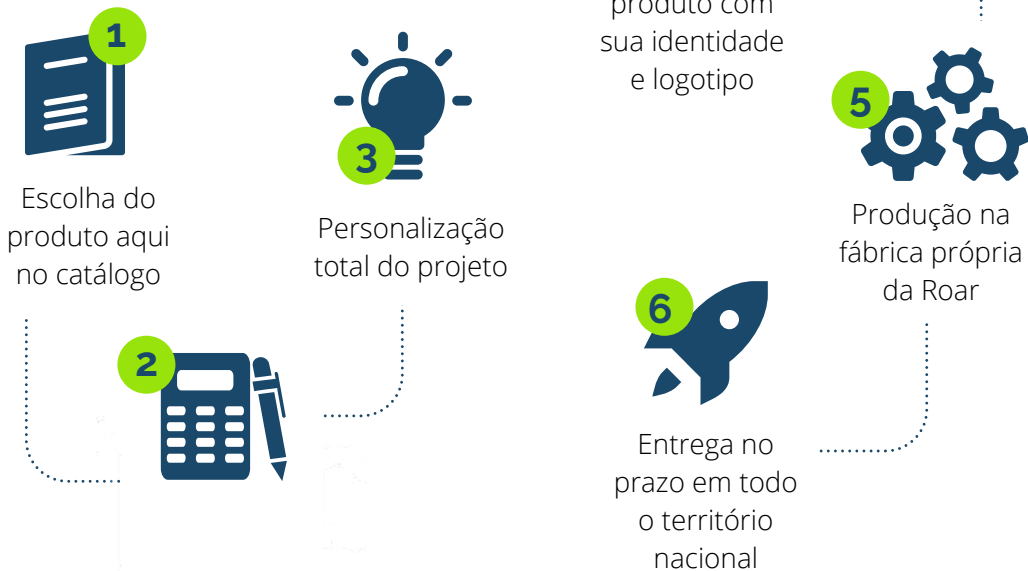 1
Escolha do
produto aqui
no catálogo
2
3
Personalização
total do projeto
produto com
sua identidade
e logotipo
5
Produção na
fábrica própria
da Roar
6
Entrega no
prazo em todo
o território
nacional